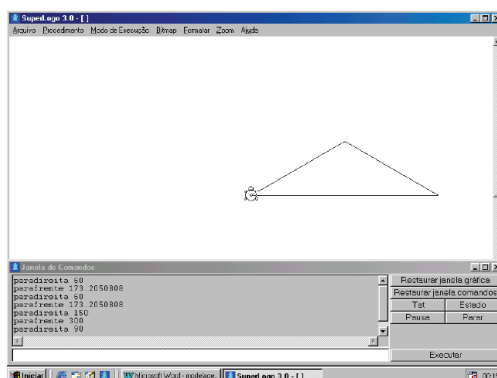 SuperLogo 3.0 - [ ]
Arquivo Procedimento Modo de Execução Bitmap Formatar Zoom Ajuda
Janela de Comandos
paradireita 60
parafrente 173.2050808
paradireita 60
parafrente 173.2050808
paradireita 150
parafrente 300
paradireita 90
Restaurar janela gráfica
Restaurar janela comandos
Tat Estado
Pausa Parar
Executar
Iniciar Microsoft Word - SuperLogo 3.0 - [ ]